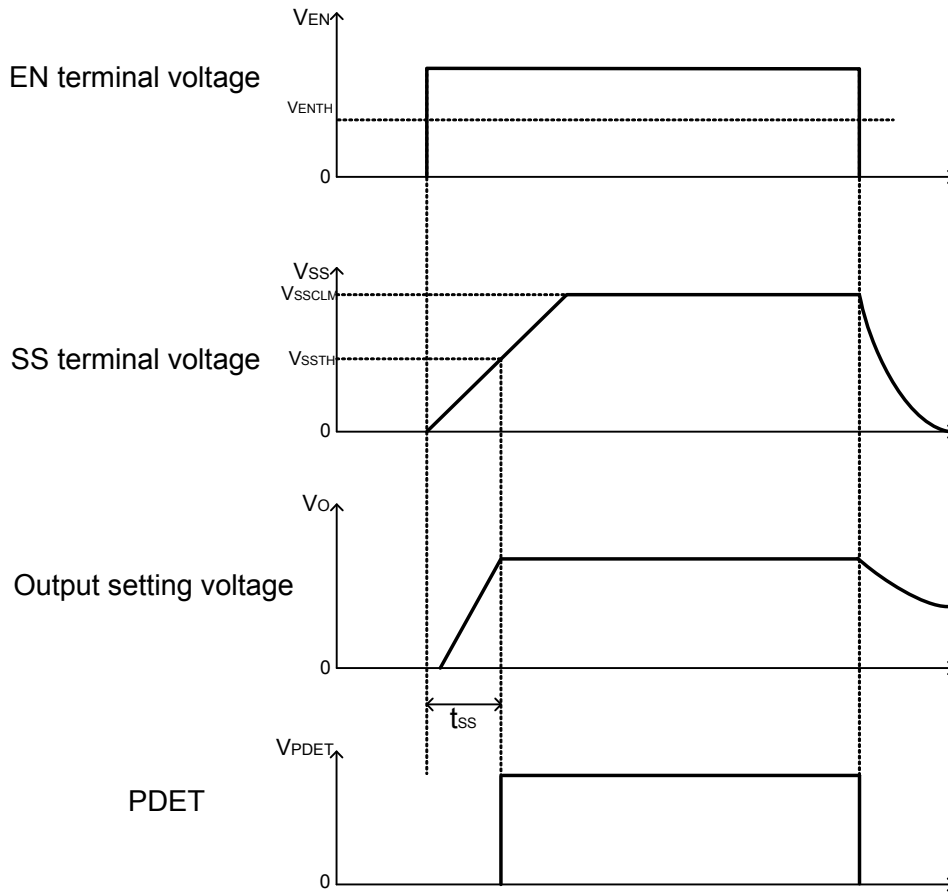 VEN
EN terminal voltage
VENTH
0
VSS
VSSCLM
SS terminal voltage
VSSTH
0
VO
Output setting voltage
0
tss
VPDET
PDET
0